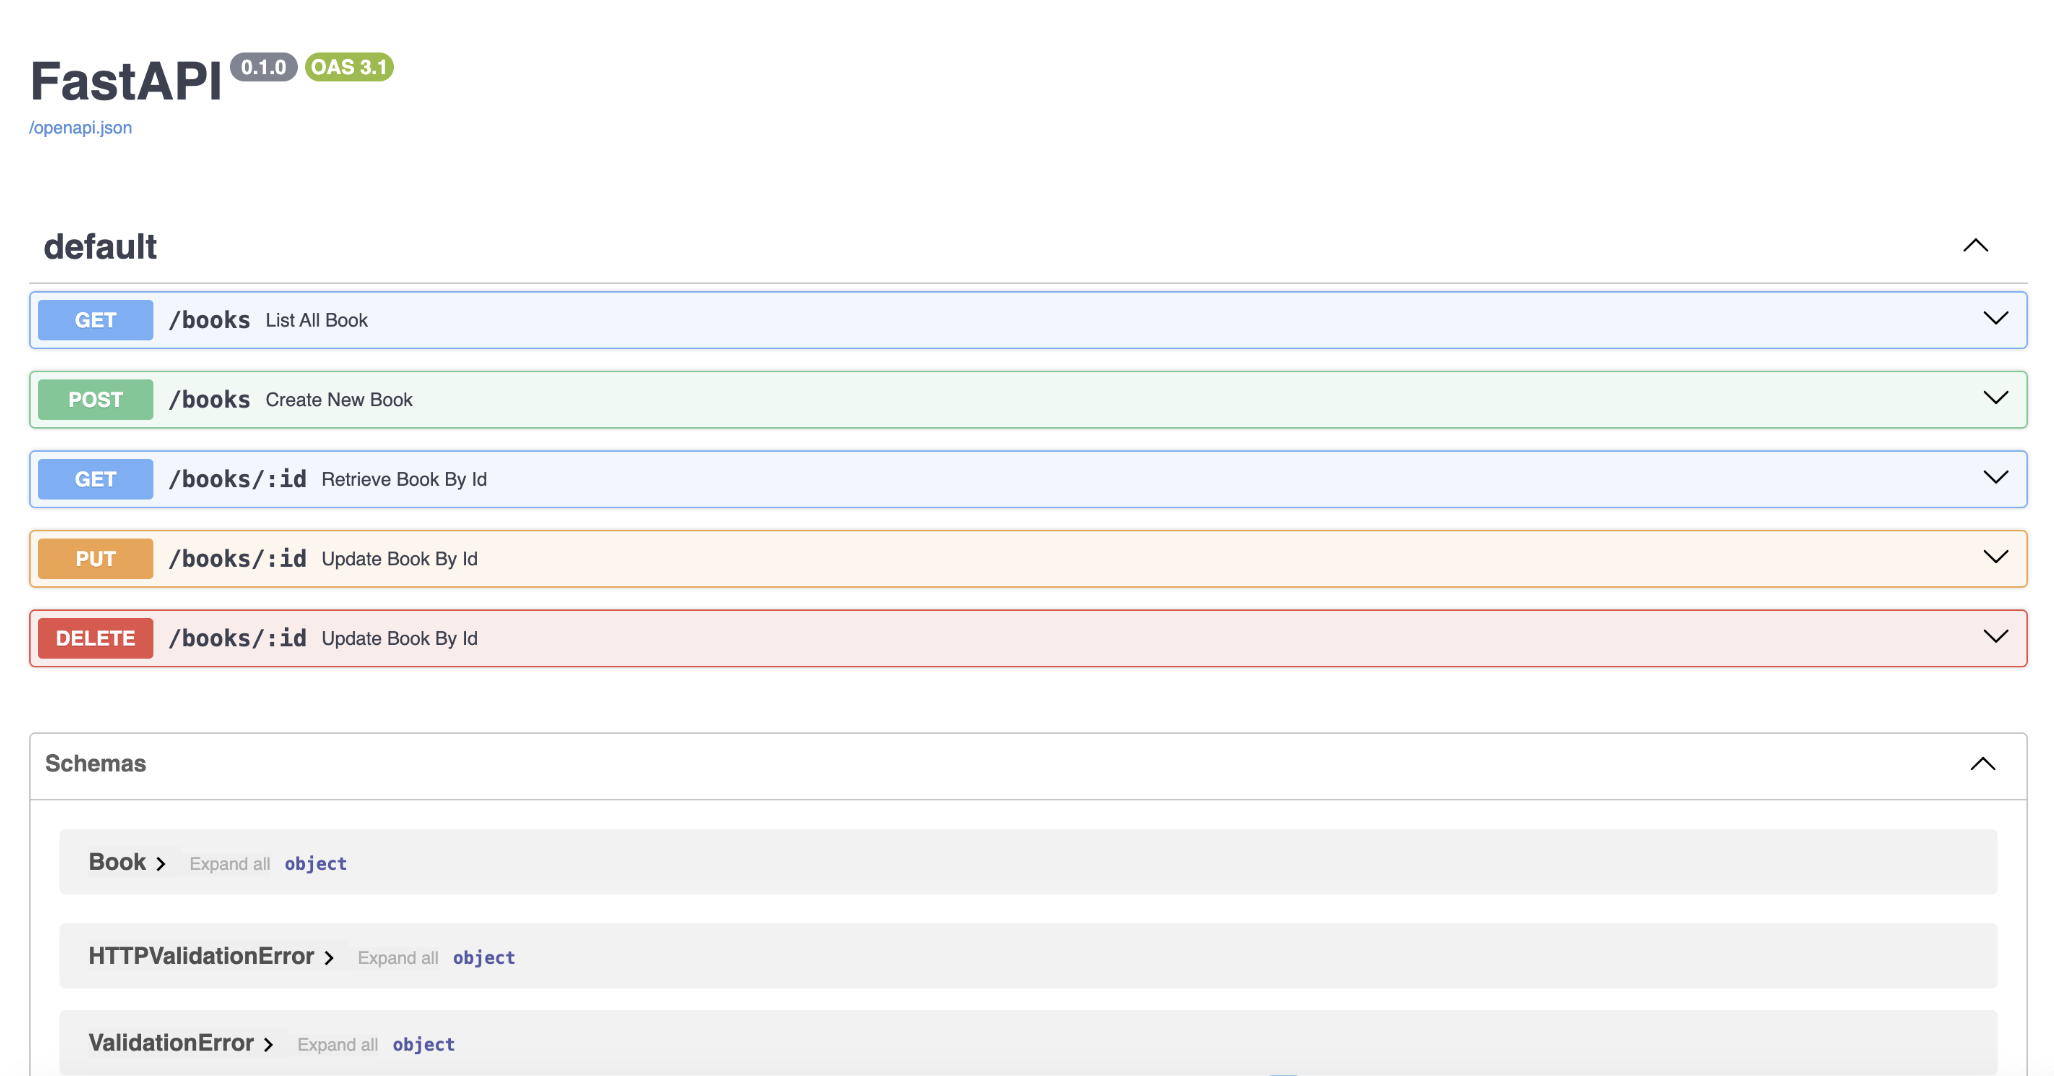 FastAPI 0.1.0 OAS 3.1
/openapi.json
default
GET /books List All Book
POST /books Create New Book
GET /books/:id Retrieve Book By Id
PUT /books/:id Update Book By Id
DELETE /books/:id Update Book By Id
Schemas
Book Expand all object
HTTPValidationError Expand all object
ValidationError Expand all object